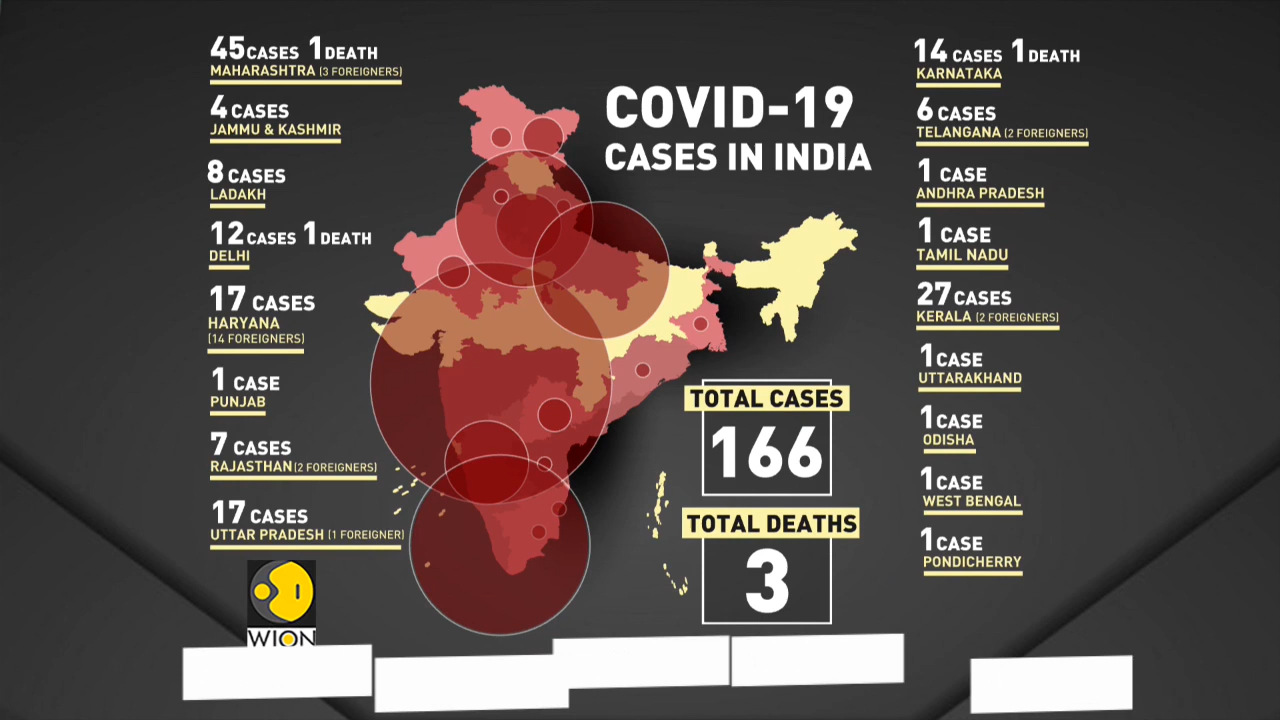 45 CASES 1 DEATH
MAHARASHTRA (3 FOREIGNERS)
4 CASES
JAMMU & KASHMIR
8 CASES
LADAKH
12 CASES 1 DEATH
DELHI
17 CASES
HARYANA
(14 FOREIGNERS)
1 CASE
PUNJAB
7 CASES
RAJASTHAN (2 FOREIGNERS)
17 CASES
UTTAR PRADESH (1 FOREIGNER)
WION
COVID-19
CASES IN INDIA
TOTAL CASES
166
TOTAL DEATHS
3
14 CASES 1 DEATH
KARNATAKA
6 CASES
TELANGANA (2 FOREIGNERS)
1 CASE
ANDHRA PRADESH
1 CASE
TAMIL NADU
27 CASES
KERALA (2 FOREIGNERS)
1 CASE
UTTARAKHAND
1 CASE
ODISHA
1 CASE
WEST BENGAL
1 CASE
PONDICHERRY